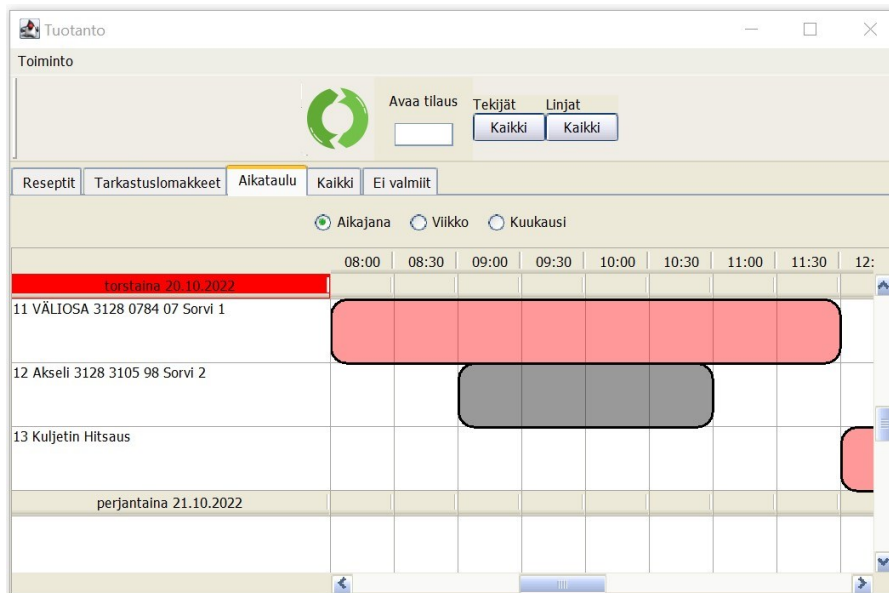 Tuotanto
Toiminto
Avaa tilaus
Tekijät Linjat
Kaikki Kaikki
Reseptit Tarkastuslomakkeet Aikataulu Kaikki Ei valmiit
Aikajana Viikko Kuukausi
08:00 08:30 09:00 09:30 10:00 10:30 11:00 11:30 12:
torstaina 20.10.2022
11 VÄLIOSA 3128 0784 07 Sorvi 1
12 Akseli 3128 3105 98 Sorvi 2
13 Kuljetin Hitsaus
perjantaina 21.10.2022